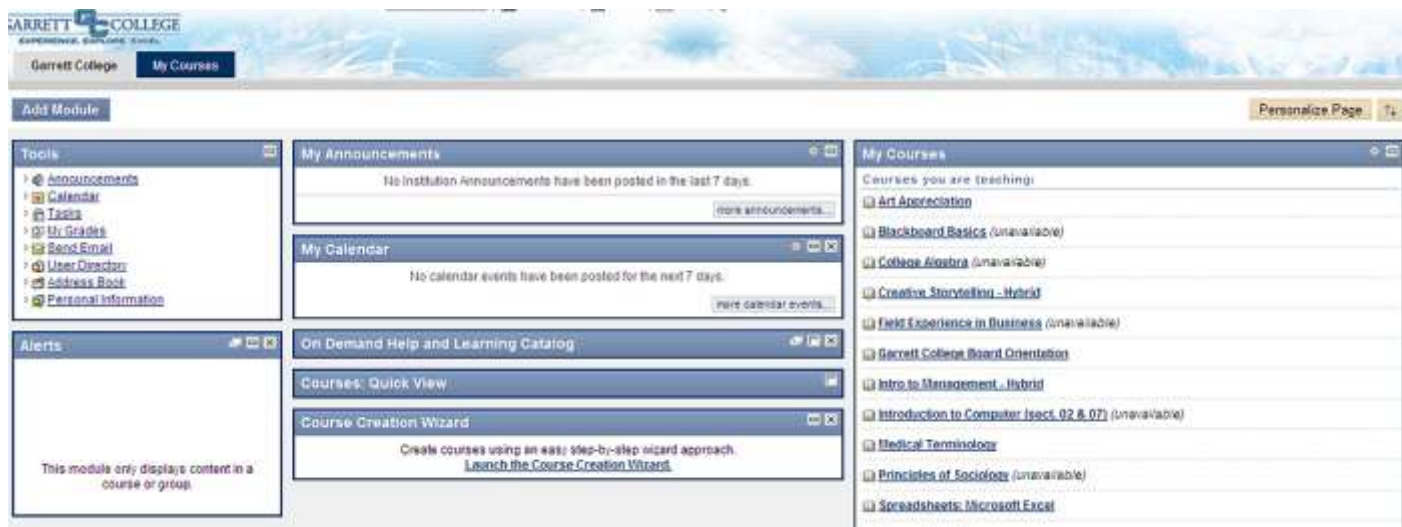 GARRETT COLLEGE
EXPERIENCE. EXPLORE. EXCEL.
Garrett College
My Courses
Add Module
Personalize Page
Tools
Announcements
Calendar
Tasks
My Grades
Send Email
User Directory
Address Book
Personal Information
Alerts
This module only displays content in a
course or group.
My Announcements
No Institution Announcements have been posted in the last 7 days.
more announcements...
My Calendar
No calendar events have been posted for the next 7 days.
more calendar events...
On Demand Help and Learning Catalog
Courses: Quick View
Course Creation Wizard
Create courses using an easy step-by-step wizard approach.
Launch the Course Creation Wizard.
My Courses
Courses you are teaching:
Art Appreciation
Blackboard Basics (unavailable)
College Algebra (unavailable)
Creative Storytelling - Hybrid
Field Experience in Business (unavailable)
Garrett College Board Orientation
Intro to Management - Hybrid
Introduction to Computer (sect. 02 & 07) (unavailable)
Medical Terminology
Principles of Sociology (unavailable)
Spreadsheets: Microsoft Excel